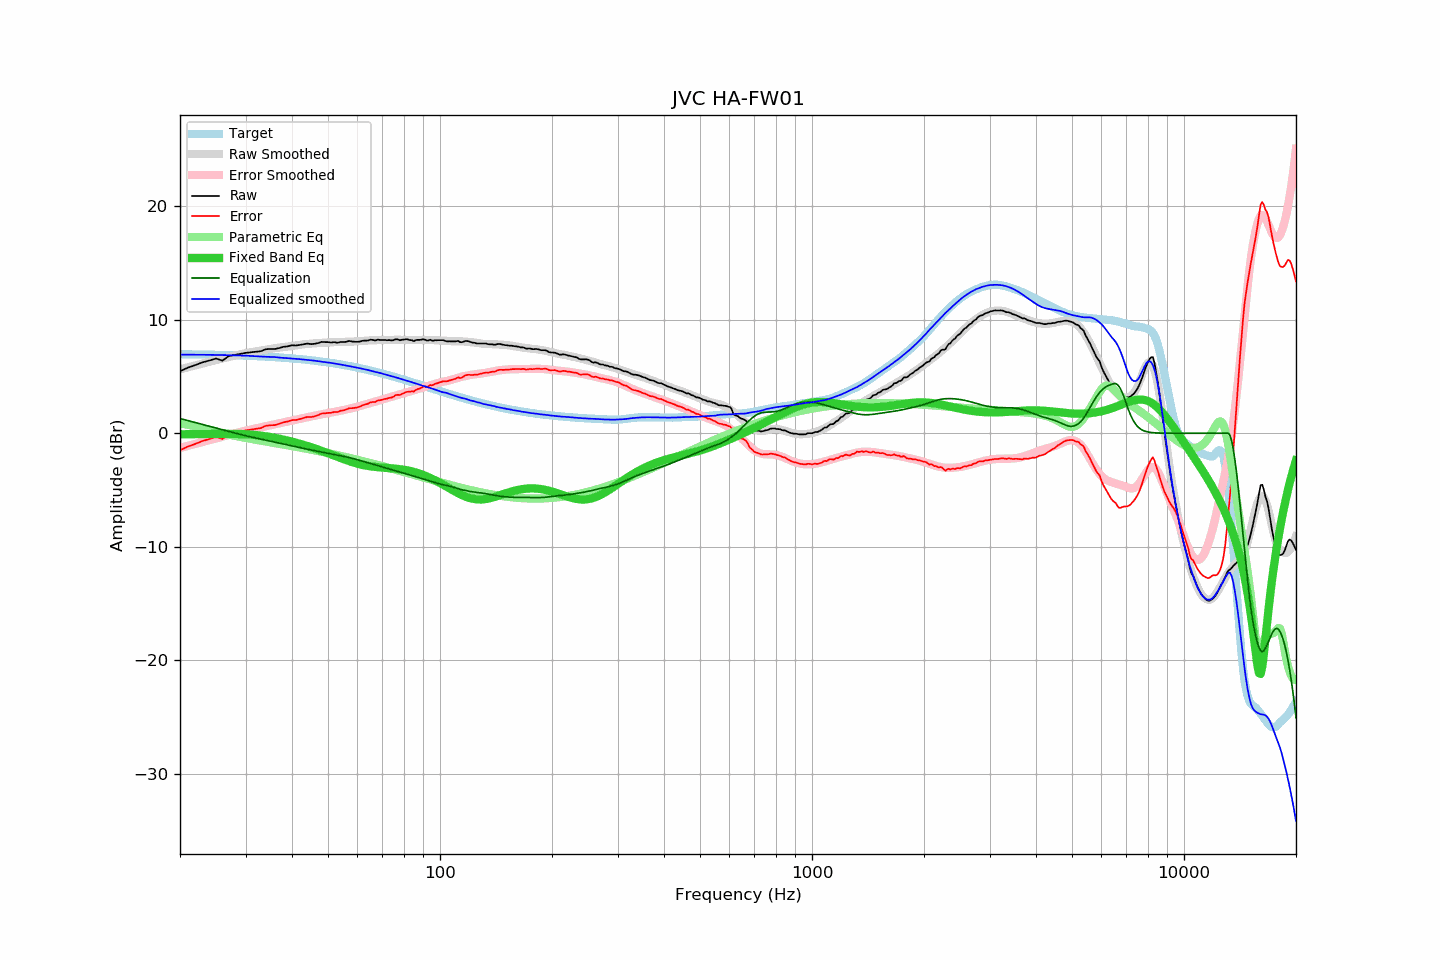 JVC HA-FW01
Target
Raw Smoothed
Error Smoothed
Raw
Error
Parametric Eq
Fixed Band Eq
Equalization
Equalized smoothed
Amplitude (dBr)
20
10
0
−10
−20
−30
100
1000
10000
Frequency (Hz)